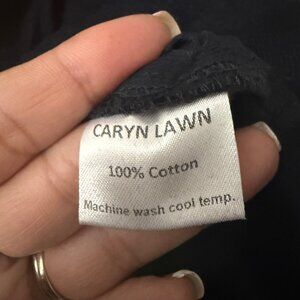 CARYN LAWN
100% Cotton
Machine wash cool temp.